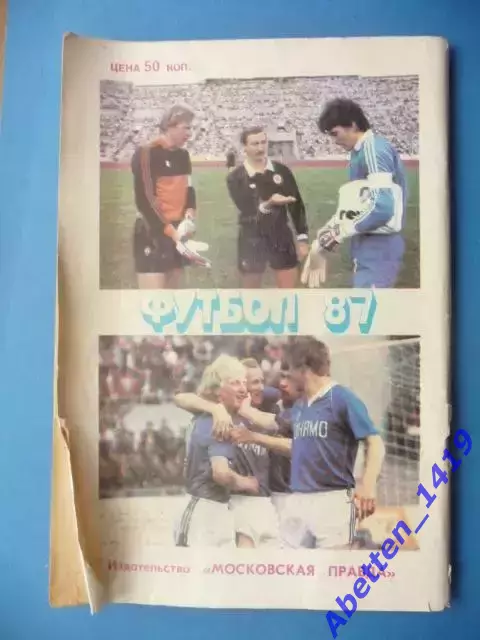 ЦЕНА 50 КОП.
ФУТБОЛ 87
ДИНАМО
Издательство «МОСКОВСКАЯ ПРАВДА»
Abetten_1419